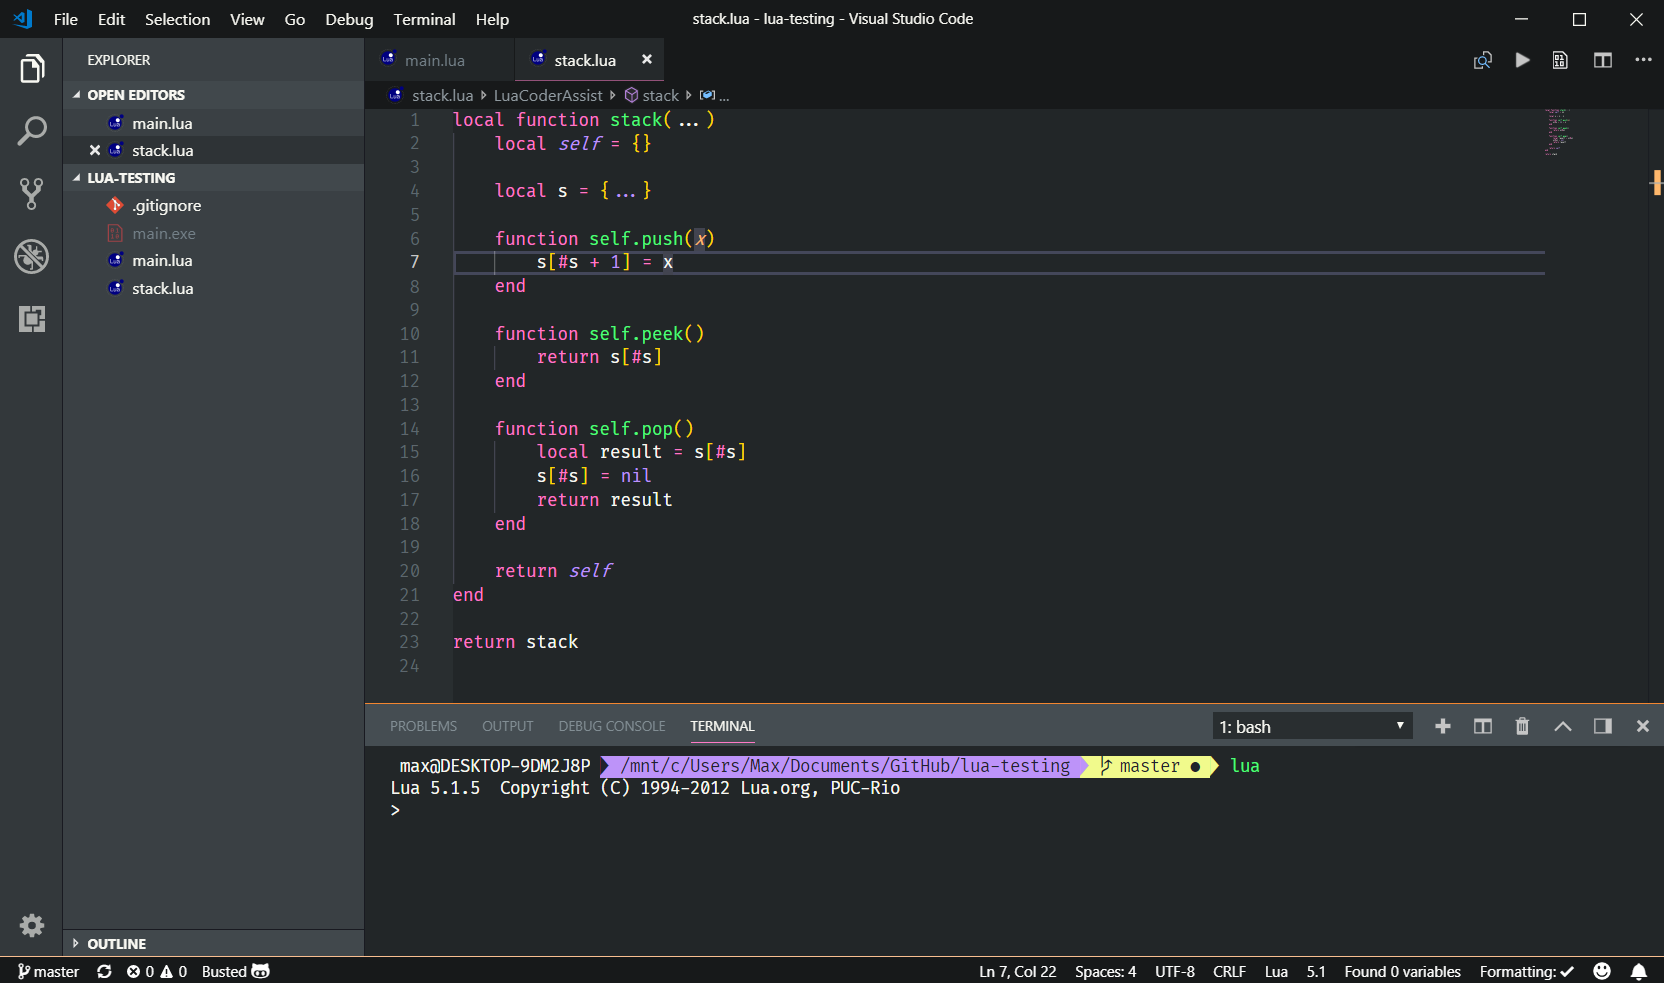 File Edit Selection View Go Debug Terminal Help stack.lua - lua-testing - Visual Studio Code
EXPLORER
OPEN EDITORS
main.lua
stack.lua
LUA-TESTING
.gitignore
main.exe
main.lua
stack.lua
OUTLINE
main.lua stack.lua
stack.lua LuaCoderAssist stack ...
1 local function stack(...)
2 local self = {}
3
4 local s = {...}
5
6 function self.push(x)
7 s[#s + 1] = x
8 end
9
10 function self.peek()
11 return s[#s]
12 end
13
14 function self.pop()
15 local result = s[#s]
16 s[#s] = nil
17 return result
18 end
19
20 return self
21 end
22
23 return stack
24
PROBLEMS OUTPUT DEBUG CONSOLE TERMINAL 1: bash
max@DESKTOP-9DM2J8P /mnt/c/Users/Max/Documents/GitHub/lua-testing master ● lua
Lua 5.1.5 Copyright (C) 1994-2012 Lua.org, PUC-Rio
>
master 0 0 Busted Ln 7, Col 22 Spaces: 4 UTF-8 CRLF Lua 5.1 Found 0 variables Formatting: ✓